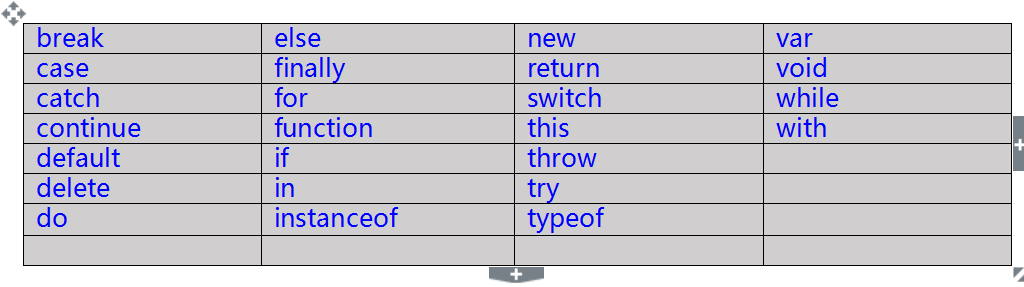 break else new var
case finally return void
catch for switch while
continue function this with
default if throw
delete in try
do instanceof typeof